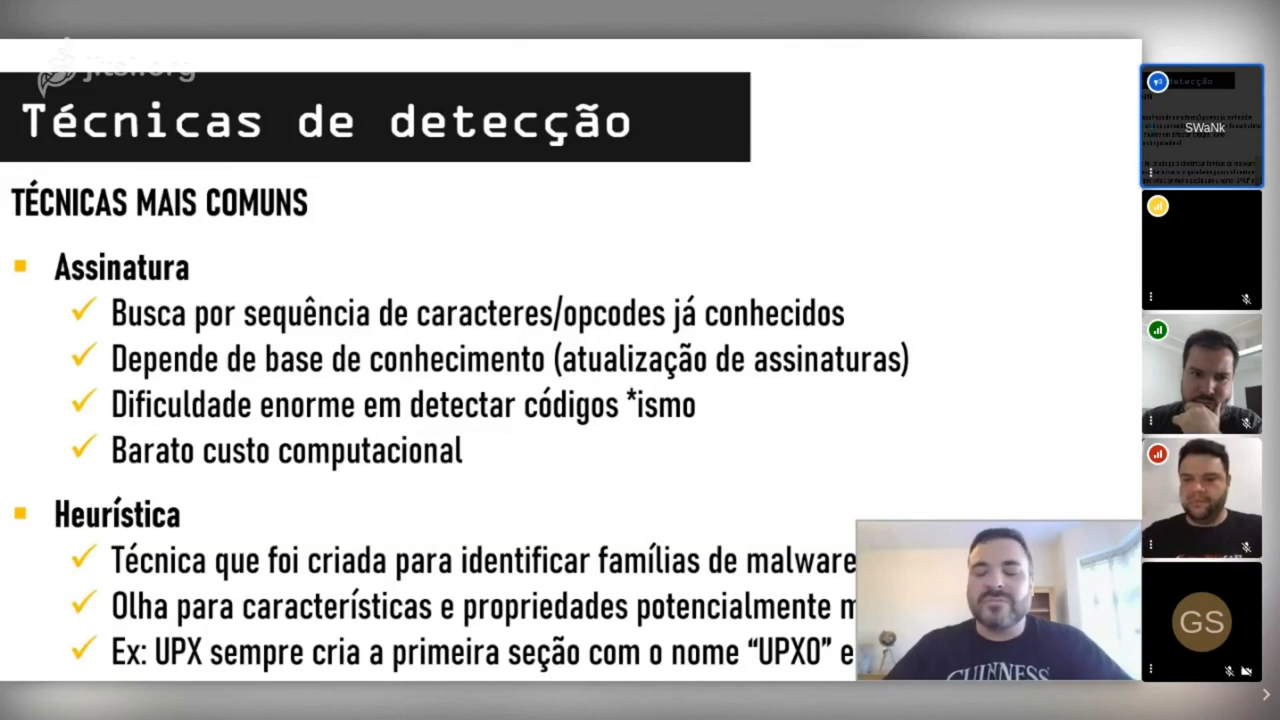 jitsi.org
Técnicas de detecção
TÉCNICAS MAIS COMUNS
Assinatura
Busca por sequência de caracteres/opcodes já conhecidos
Depende de base de conhecimento (atualização de assinaturas)
Dificuldade enorme em detectar códigos *ismo
Barato custo computacional
Heurística
Técnica que foi criada para identificar famílias de malware
Olha para características e propriedades potencialmente m
Ex: UPX sempre cria a primeira seção com o nome “UPX0” e
GUINNESS
SWaNk
GS